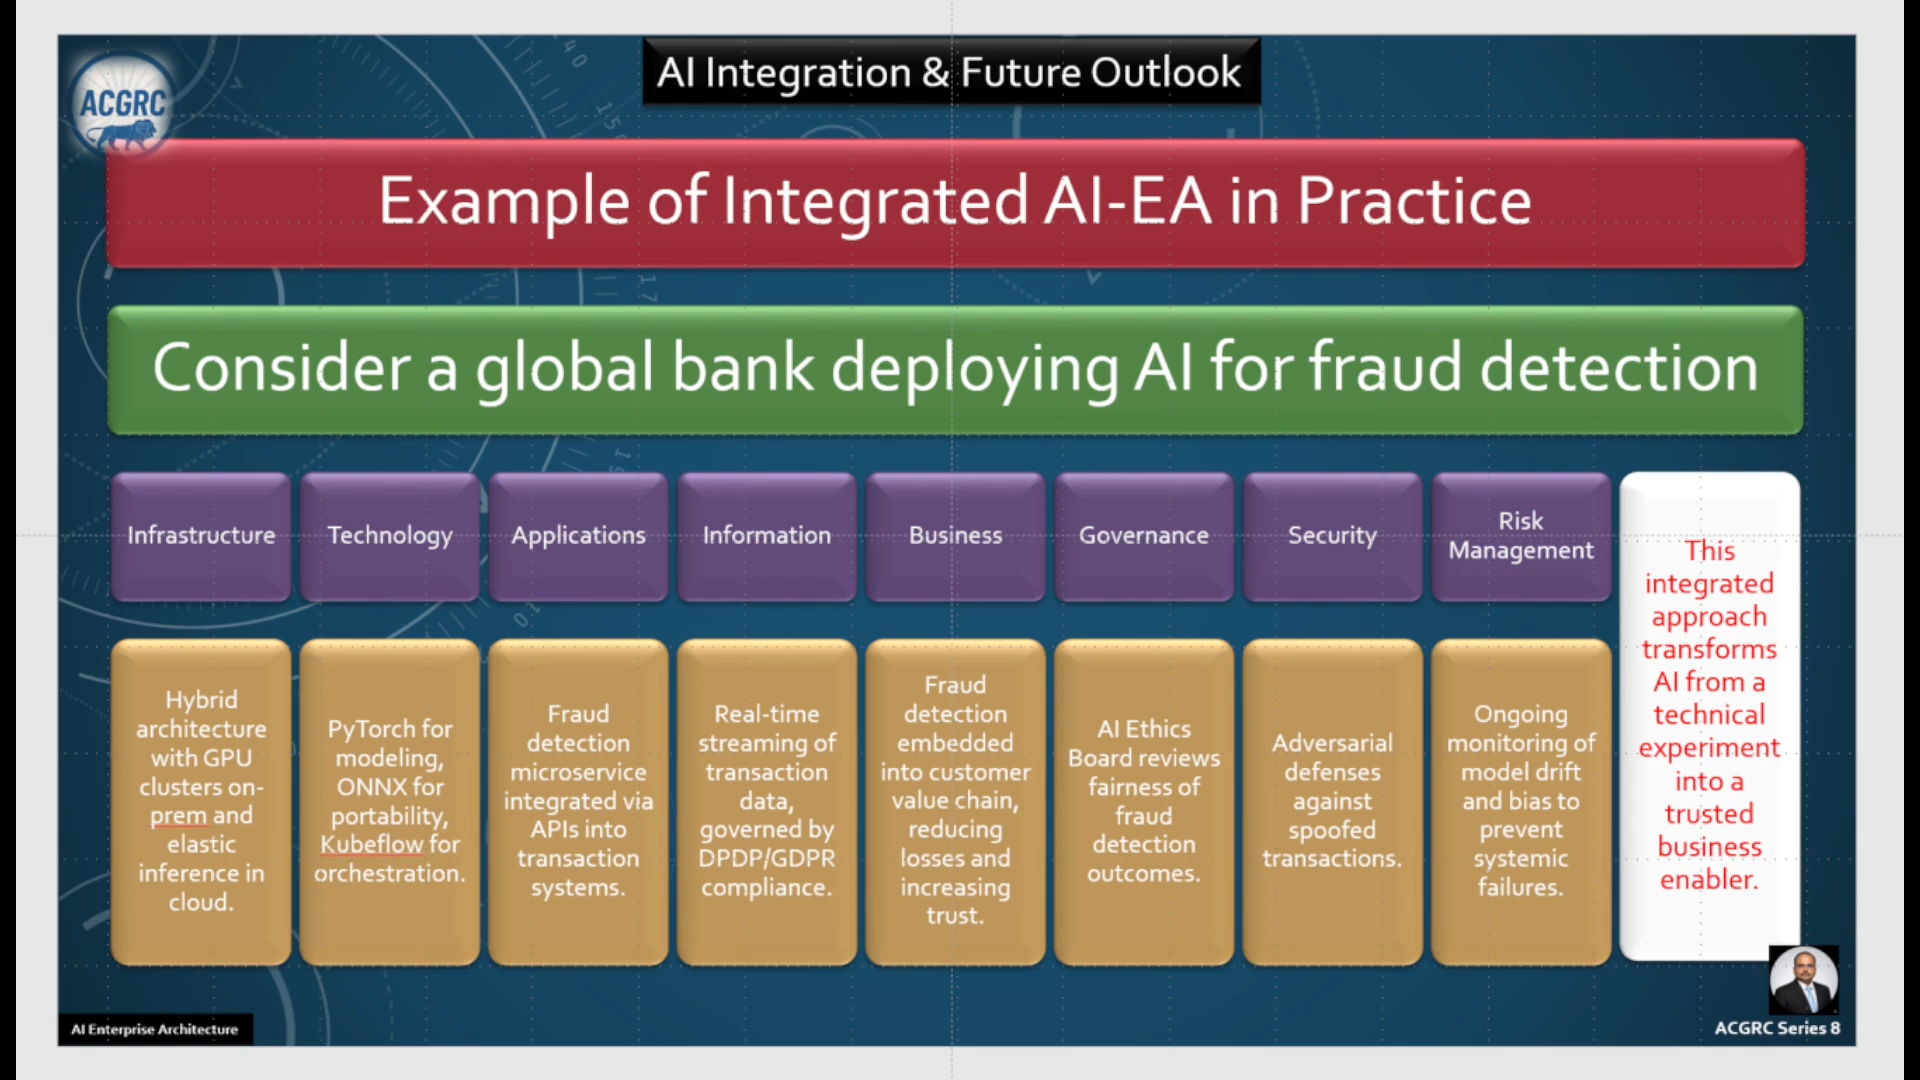 AI Integration & Future Outlook
ACGRC
Example of Integrated AI-EA in Practice
Consider a global bank deploying AI for fraud detection
Infrastructure
Hybrid
architecture
with GPU
clusters on-
prem and
elastic
inference in
cloud.
Technology
PyTorch for
modeling,
ONNX for
portability,
Kubeflow for
orchestration.
Applications
Fraud
detection
microservice
integrated via
APIs into
transaction
systems.
Information
Real-time
streaming of
transaction
data,
governed by
DPDP/GDPR
compliance.
Business
Fraud
detection
embedded
into customer
value chain,
reducing
losses and
increasing
trust.
Governance
AI Ethics
Board reviews
fairness of
fraud
detection
outcomes.
Security
Adversarial
defenses
against
spoofed
transactions.
Risk
Management
Ongoing
monitoring of
model drift
and bias to
prevent
systemic
failures.
This
integrated
approach
transforms
AI from a
technical
experiment
into a
trusted
business
enabler.
AI Enterprise Architecture
ACGRC Series 8